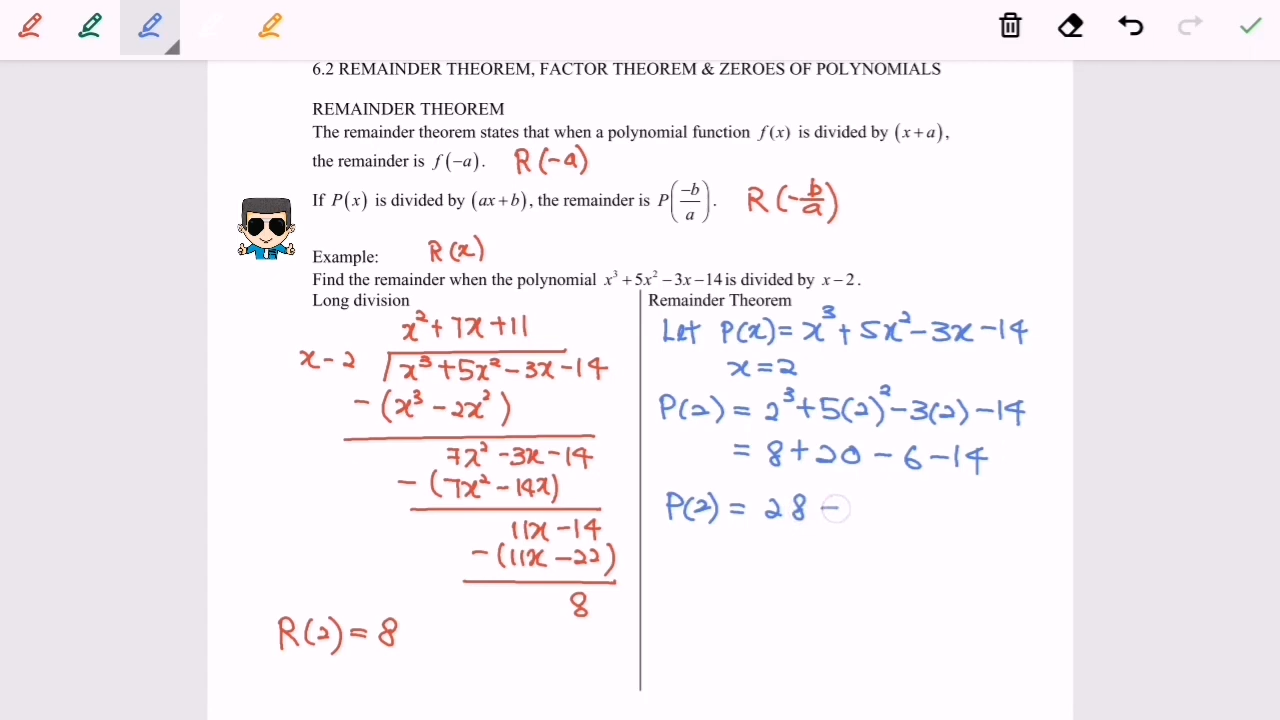 6.2 REMAINDER THEOREM, FACTOR THEOREM & ZEROES OF POLYNOMIALS
REMAINDER THEOREM
The remainder theorem states that when a polynomial function f(x) is divided by (x+a),
the remainder is f(−a). R(−a)
If P(x) is divided by (ax+b), the remainder is P(−b/a). R(−b/a)
Example: R(x)
Find the remainder when the polynomial x³+5x²−3x−14 is divided by x−2.
Long division
x²+7x+11
x−2 x³+5x²−3x−14
−(x³−2x²)
7x²−3x−14
−(7x²−14x)
11x−14
−(11x−22)
8
R(2)=8
Remainder Theorem
Let P(x)=x³+5x²−3x−14
x=2
P(2)=2³+5(2)²−3(2)−14
=8+20−6−14
P(2)=28−